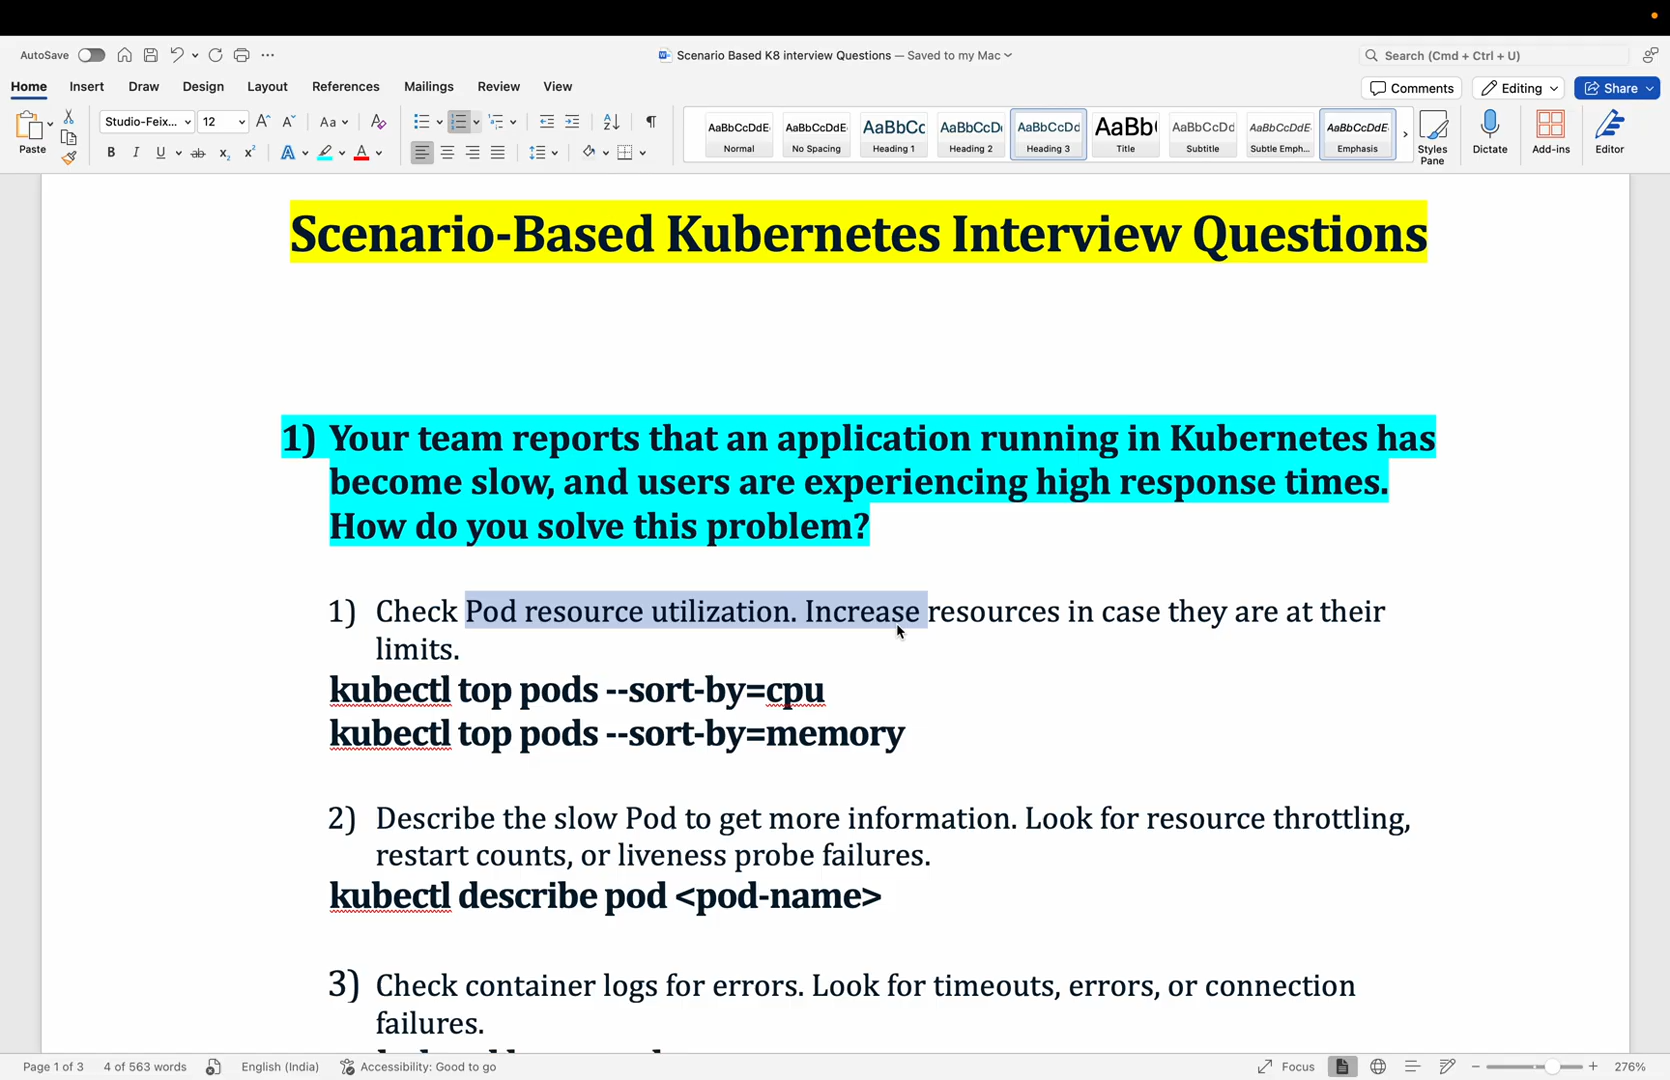 AutoSave
Scenario Based K8 interview Questions — Saved to my Mac
Search (Cmd + Ctrl + U)
Home Insert Draw Design Layout References Mailings Review View
Comments Editing Share
Paste
Studio-Feix... 12
Aa
AaBbCcDdE AaBbCcDdE AaBbCc AaBbCcDc AaBbCcDd AaBb( AaBbCcDd AaBbCcDdE AaBbCcDdE
Normal No Spacing Heading 1 Heading 2 Heading 3 Title Subtitle Subtle Emph... Emphasis
Styles Pane
Dictate
Add-ins
Editor
Scenario-Based Kubernetes Interview Questions
1) Your team reports that an application running in Kubernetes has
become slow, and users are experiencing high response times.
How do you solve this problem?
1) Check Pod resource utilization. Increase resources in case they are at their
limits.
kubectl top pods --sort-by=cpu
kubectl top pods --sort-by=memory
2) Describe the slow Pod to get more information. Look for resource throttling,
restart counts, or liveness probe failures.
kubectl describe pod <pod-name>
3) Check container logs for errors. Look for timeouts, errors, or connection
failures.
Page 1 of 3 4 of 563 words English (India) Accessibility: Good to go Focus 276%